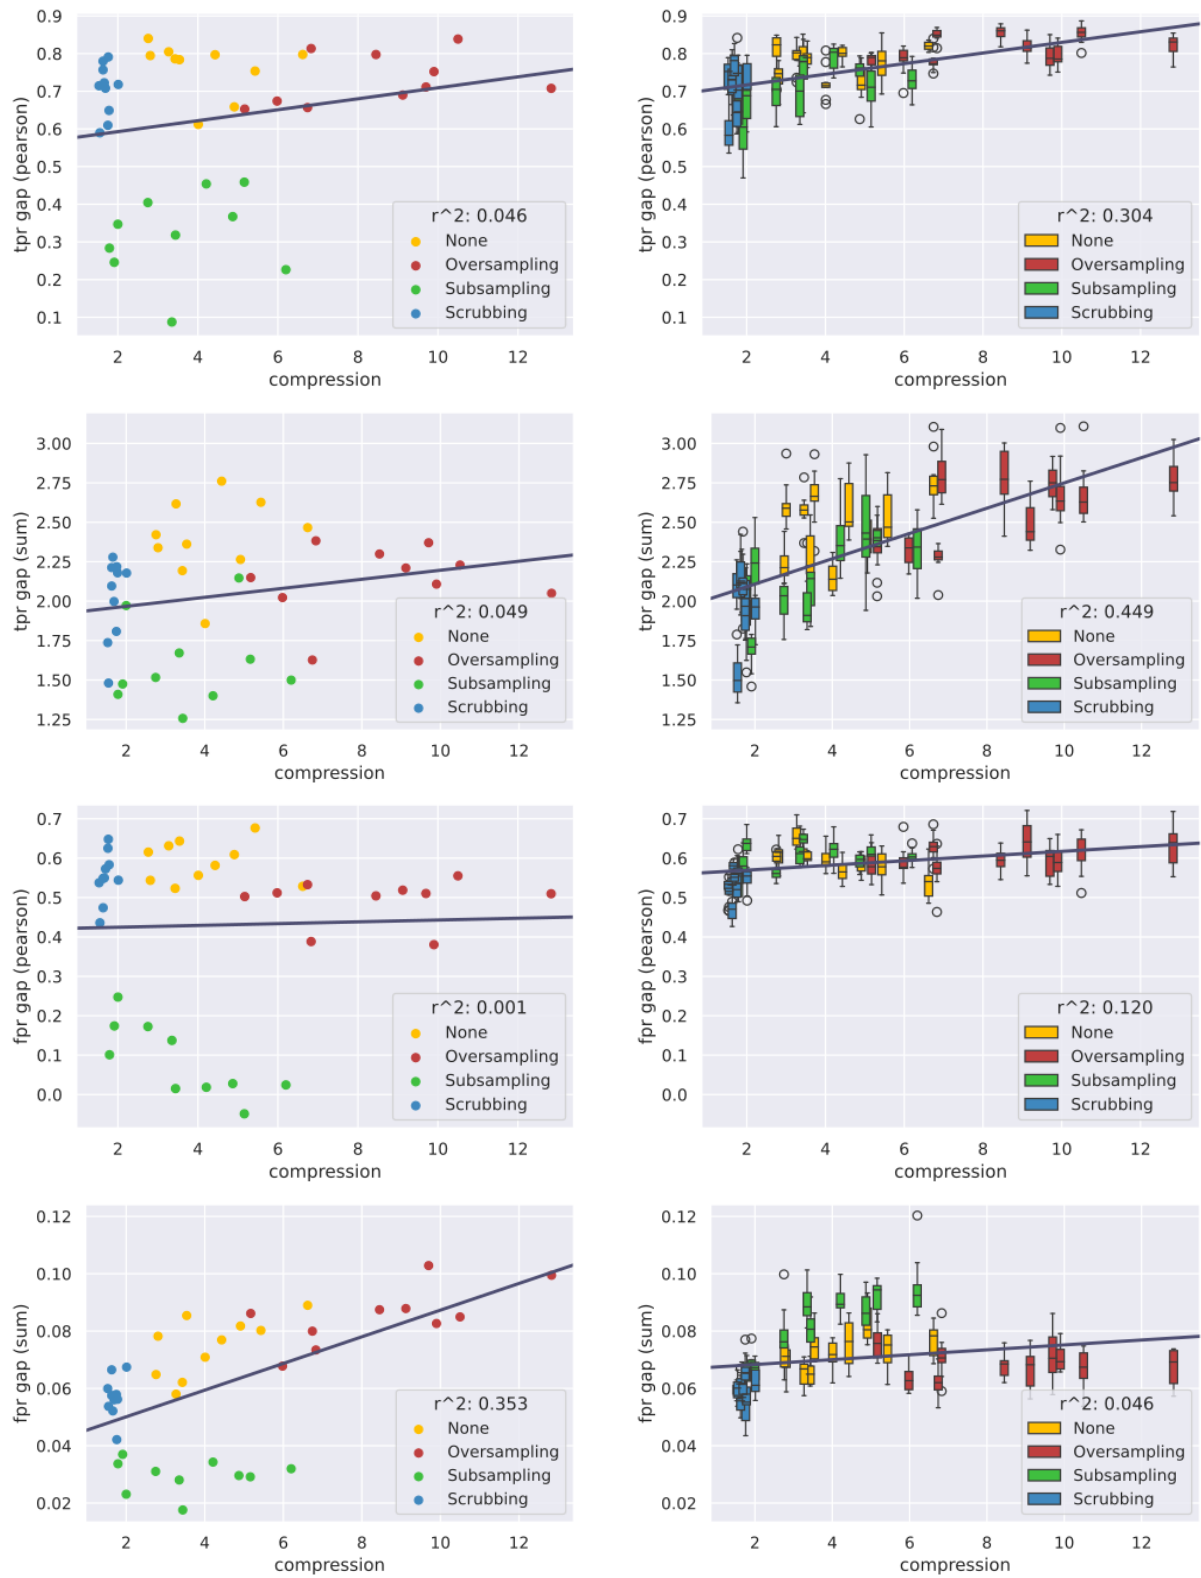 0.9
0.8
0.7
0.6
0.5
0.4
0.3
0.2
0.1
tpr gap (pearson)
r^2: 0.046
None
Oversampling
Subsampling
Scrubbing
2 4 6 8 10 12
compression
0.9
0.8
0.7
0.6
0.5
0.4
0.3
0.2
0.1
tpr gap (pearson)
r^2: 0.304
None
Oversampling
Subsampling
Scrubbing
2 4 6 8 10 12
compression
3.00
2.75
2.50
2.25
2.00
1.75
1.50
1.25
tpr gap (sum)
r^2: 0.049
None
Oversampling
Subsampling
Scrubbing
2 4 6 8 10 12
compression
3.00
2.75
2.50
2.25
2.00
1.75
1.50
1.25
tpr gap (sum)
r^2: 0.449
None
Oversampling
Subsampling
Scrubbing
2 4 6 8 10 12
compression
0.7
0.6
0.5
0.4
0.3
0.2
0.1
0.0
fpr gap (pearson)
r^2: 0.001
None
Oversampling
Subsampling
Scrubbing
2 4 6 8 10 12
compression
0.7
0.6
0.5
0.4
0.3
0.2
0.1
0.0
fpr gap (pearson)
r^2: 0.120
None
Oversampling
Subsampling
Scrubbing
2 4 6 8 10 12
compression
0.12
0.10
0.08
0.06
0.04
0.02
fpr gap (sum)
r^2: 0.353
None
Oversampling
Subsampling
Scrubbing
2 4 6 8 10 12
compression
0.12
0.10
0.08
0.06
0.04
0.02
fpr gap (sum)
r^2: 0.046
None
Oversampling
Subsampling
Scrubbing
2 4 6 8 10 12
compression